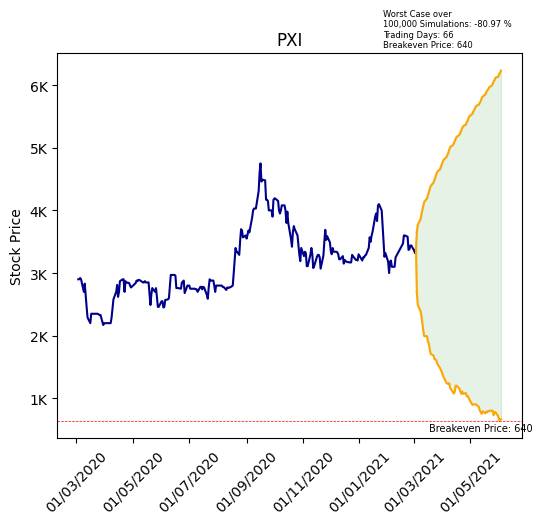 Worst Case over
100,000 Simulations: -80.97 %
Trading Days: 66
Breakeven Price: 640
PXI
Stock Price
6K
5K
4K
3K
2K
1K
Breakeven Price: 640
01/03/2020
01/05/2020
01/07/2020
01/09/2020
01/11/2020
01/01/2021
01/03/2021
01/05/2021